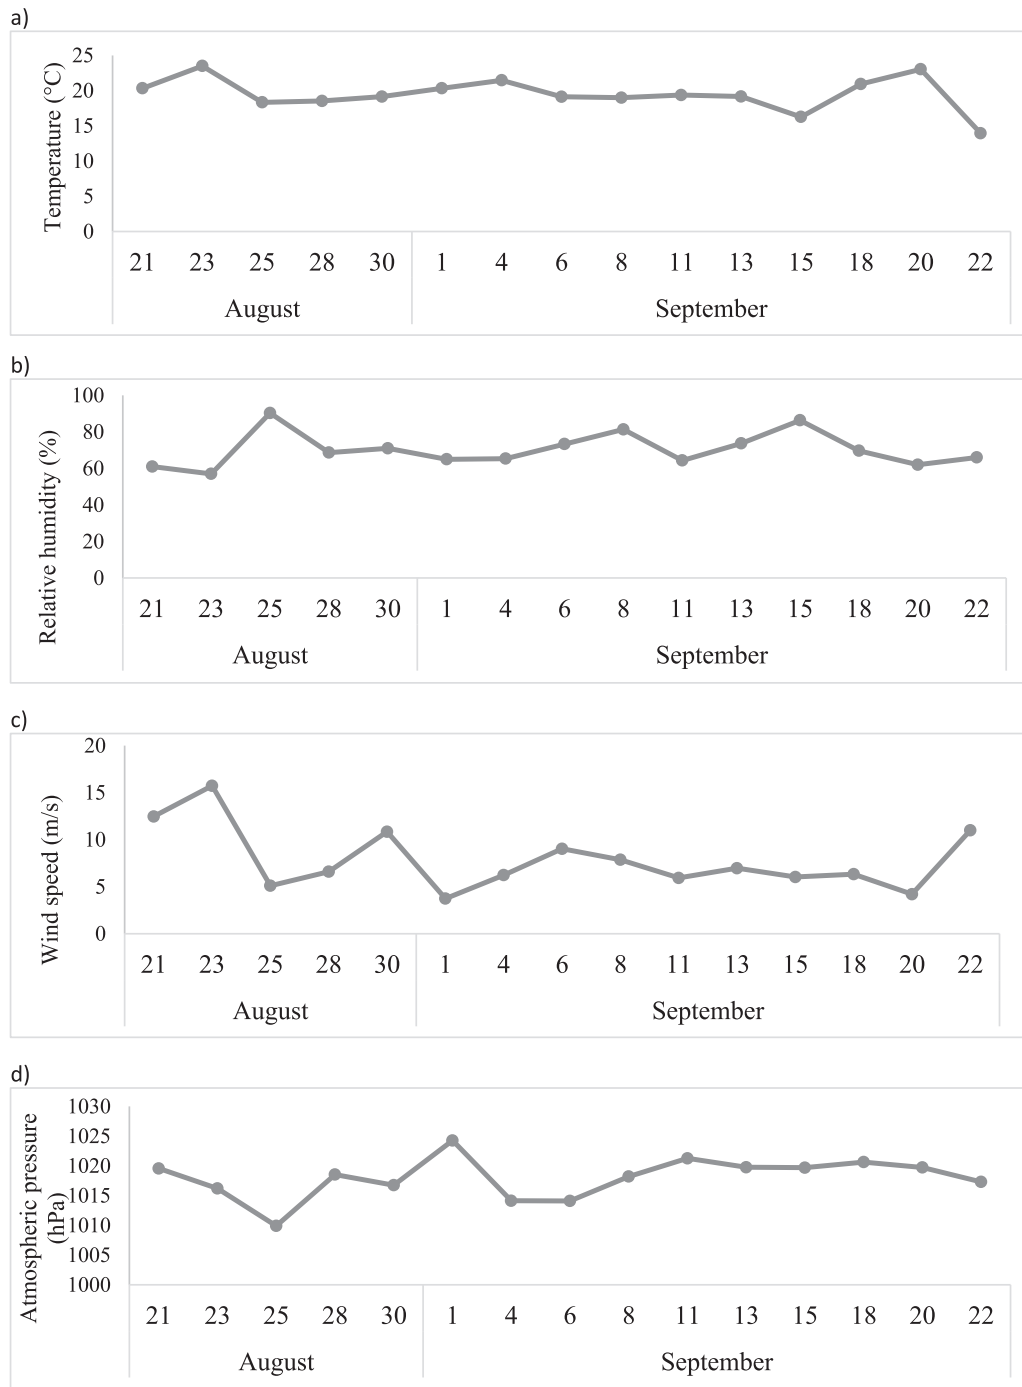 a)
Temperature (°C)
25
20
15
10
5
0
21 23 25 28 30 1 4 6 8 11 13 15 18 20 22
August September
b)
Relative humidity (%)
100
80
60
40
20
0
21 23 25 28 30 1 4 6 8 11 13 15 18 20 22
August September
c)
Wind speed (m/s)
20
15
10
5
0
21 23 25 28 30 1 4 6 8 11 13 15 18 20 22
August September
d)
Atmospheric pressure
(hPa)
1030
1025
1020
1015
1010
1005
1000
21 23 25 28 30 1 4 6 8 11 13 15 18 20 22
August September